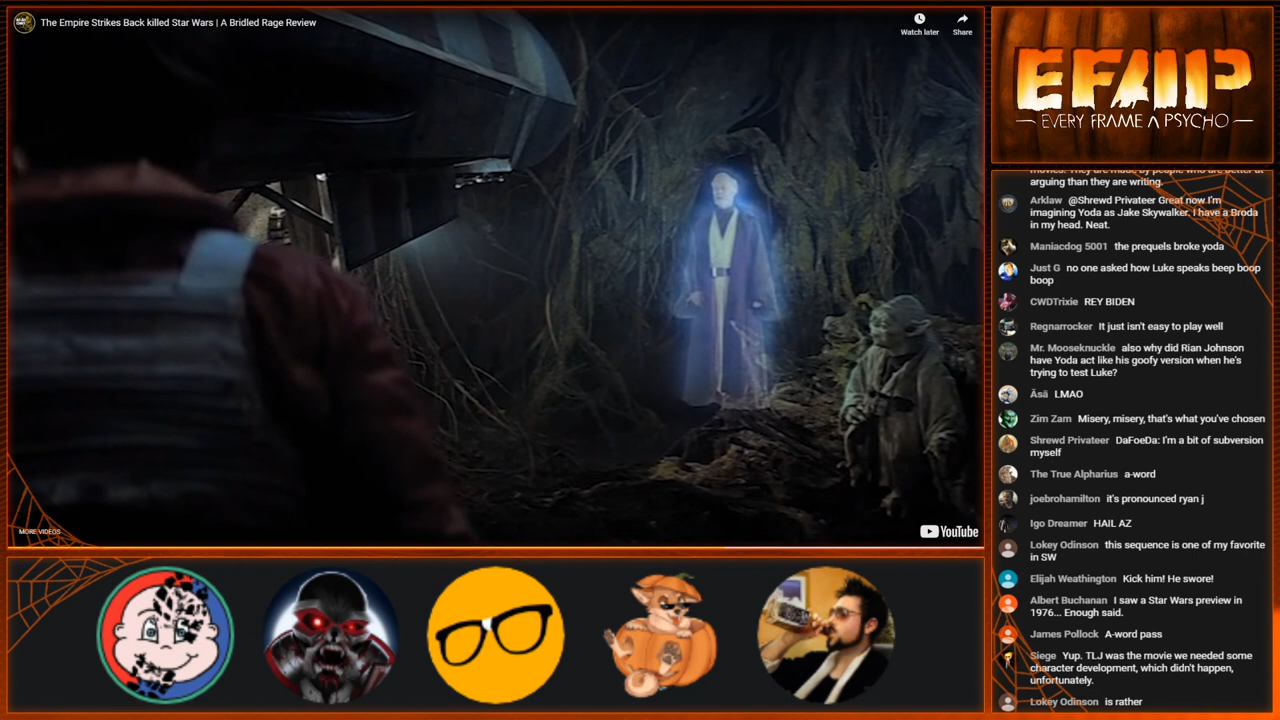 The Empire Strikes Back killed Star Wars | A Bridled Rage Review
Watch later
Share
MORE VIDEOS
YouTube
EFAP
EVERY FRAME A PSYCHO
movies. They are made by people who are better at
arguing than they are writing.
Arklaw @Shrewd Privateer Great now I'm
imagining Yoda as Jake Skywalker. I have a Broda
in my head. Neat.
Maniacdog 5001 the prequels broke yoda
Just G no one asked how Luke speaks beep boop
boop
CWDTrixie REY BIDEN
Regnarrocker It just isn't easy to play well
Mr. Mooseknuckle also why did Rian Johnson
have Yoda act like his goofy version when he's
trying to test Luke?
Äsä LMAO
Zim Zam Misery, misery, that's what you've chosen
Shrewd Privateer DaFoeDa: I'm a bit of subversion
myself
The True Alpharius a-word
joebrohamilton it's pronounced ryan j
Igo Dreamer HAIL AZ
Lokey Odinson this sequence is one of my favorite
in SW
Elijah Weathington Kick him! He swore!
Albert Buchanan I saw a Star Wars preview in
1976... Enough said.
James Pollock A-word pass
Siege Yup. TLJ was the movie we needed some
character development, which didn't happen,
unfortunately.
Lokey Odinson is rather